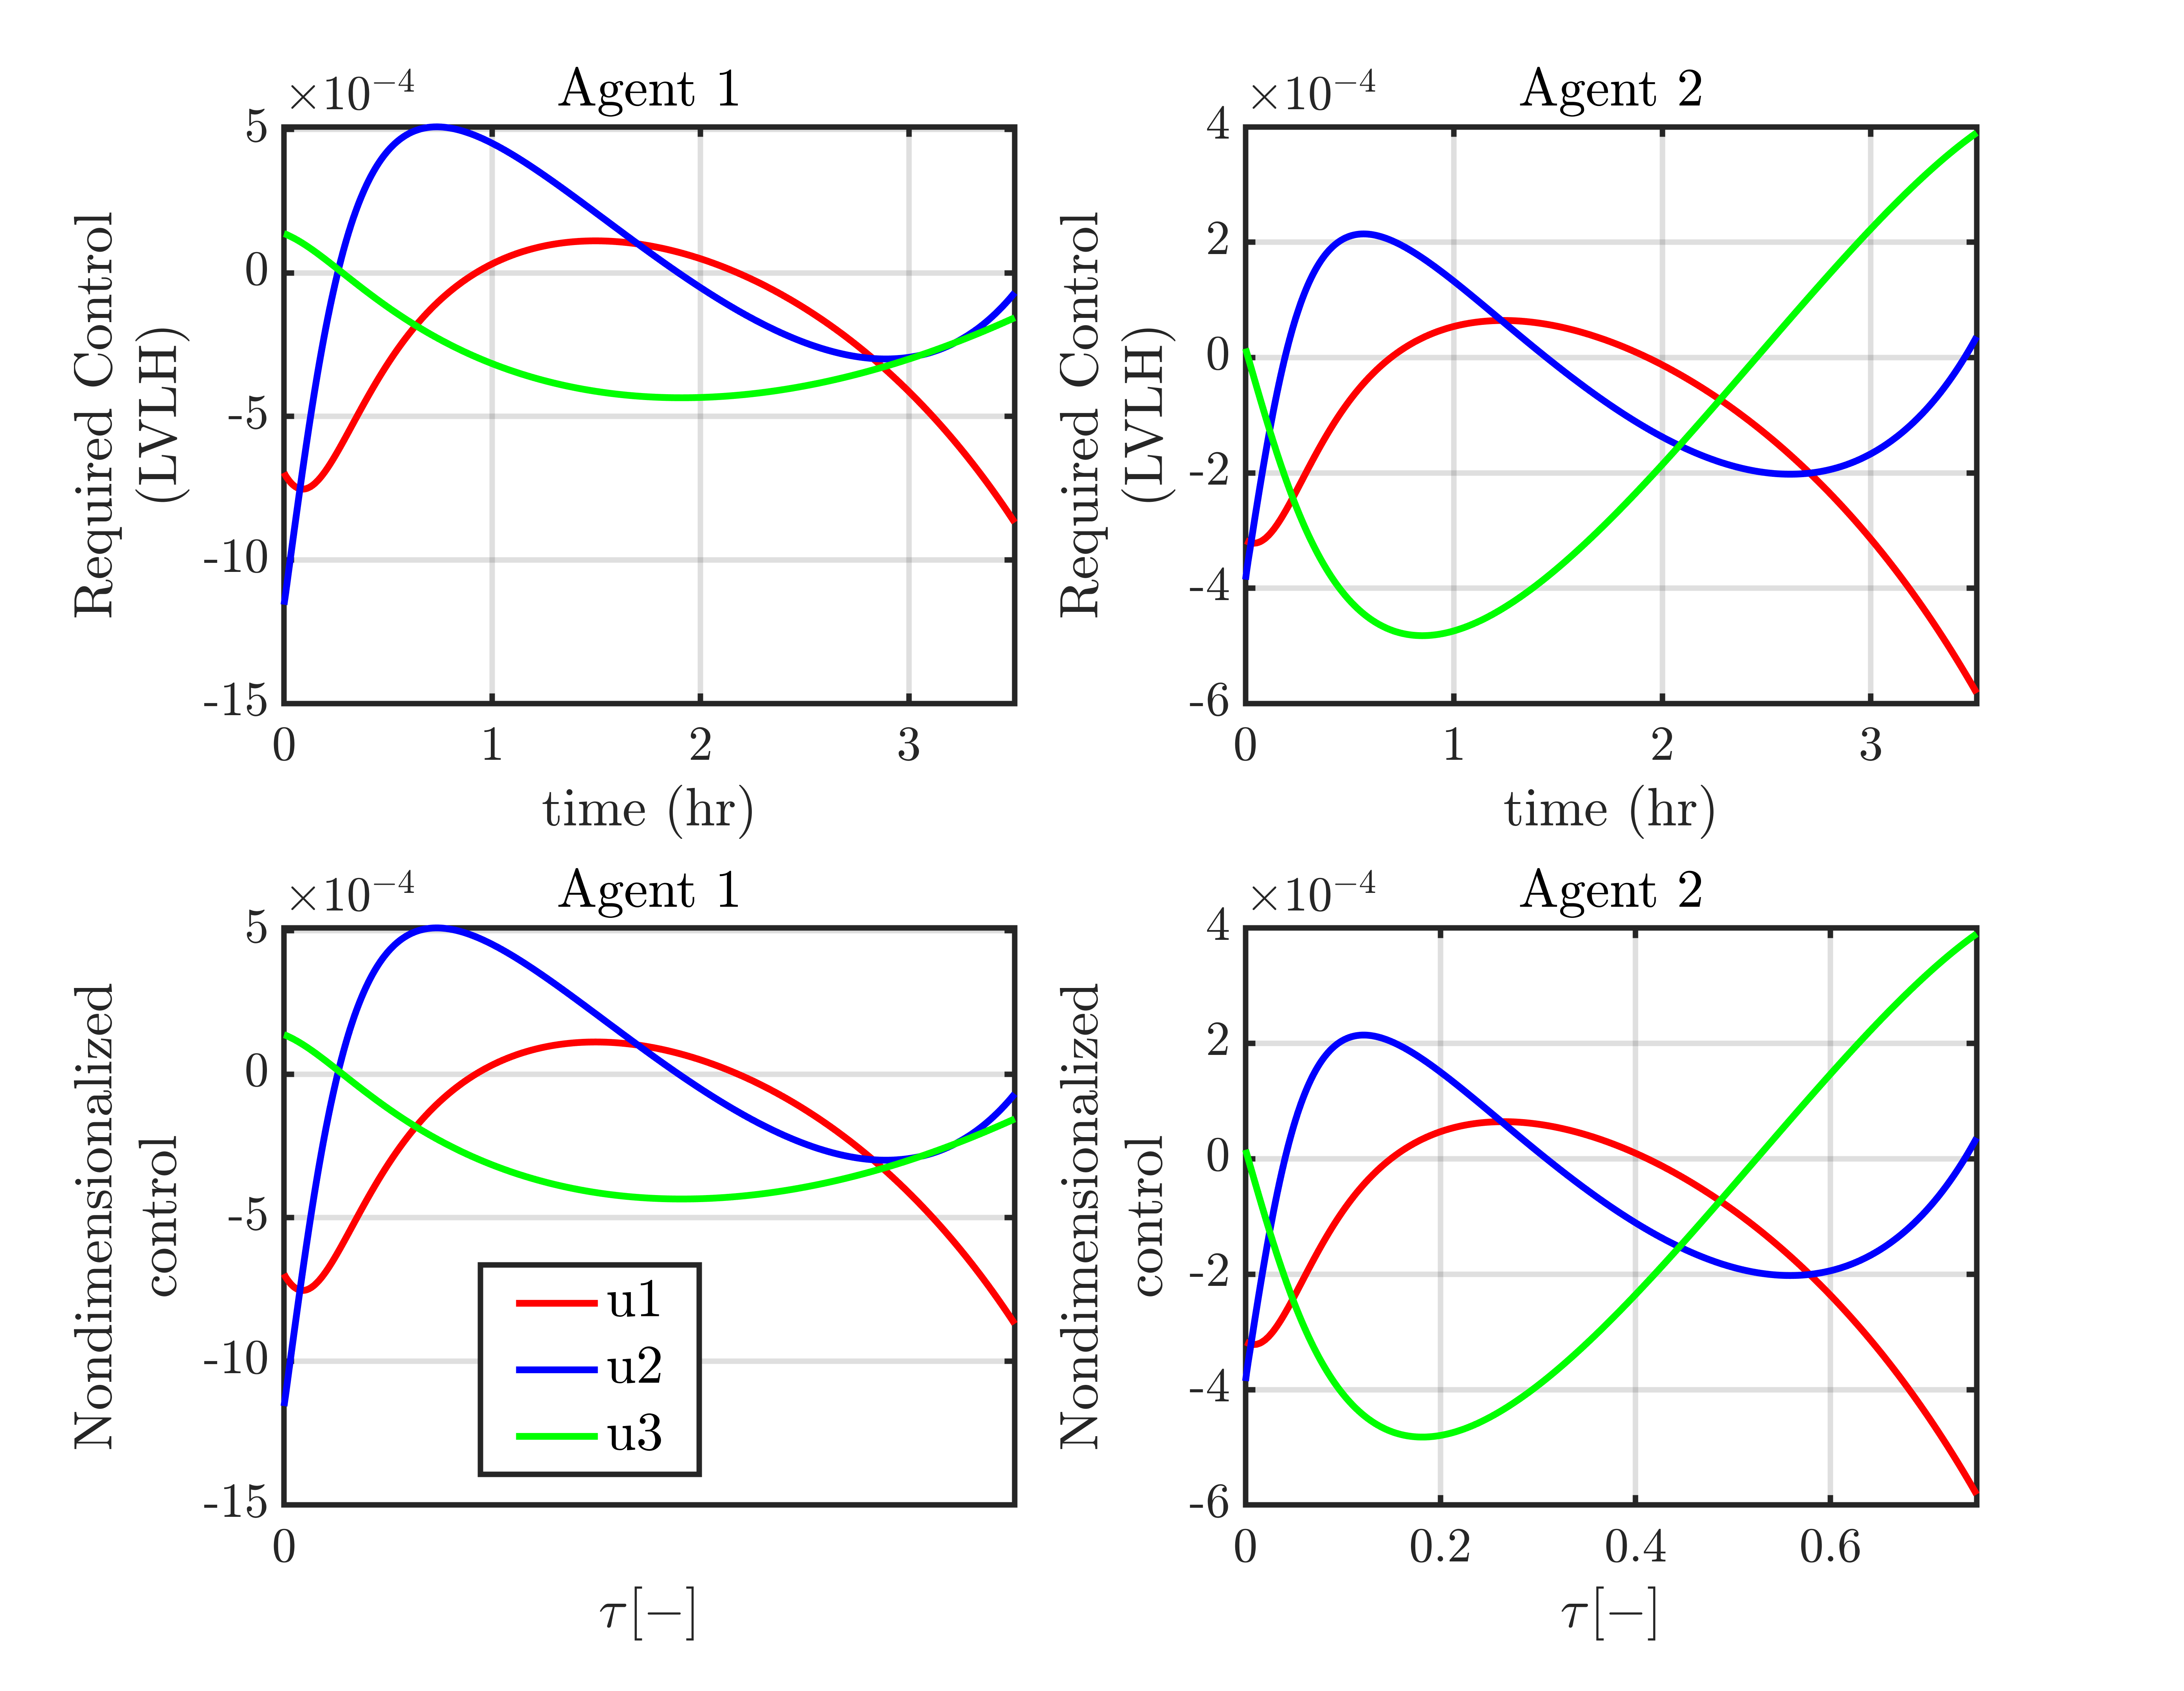 ×10⁻⁴
Agent 1
5
0
-5
-10
-15
Required Control
(LVLH)
0 1 2 3
time (hr)
×10⁻⁴
Agent 2
4
2
0
-2
-4
-6
Required Control
(LVLH)
0 1 2 3
time (hr)
×10⁻⁴
Agent 1
5
0
-5
-10
-15
Nondimensionalized
control
u1
u2
u3
0
τ[−]
×10⁻⁴
Agent 2
4
2
0
-2
-4
-6
Nondimensionalized
control
0 0.2 0.4 0.6
τ[−]